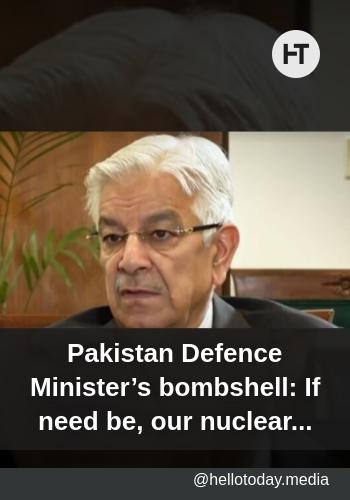 HT
Pakistan Defence
Minister’s bombshell: If
need be, our nuclear...
@hellotoday.media